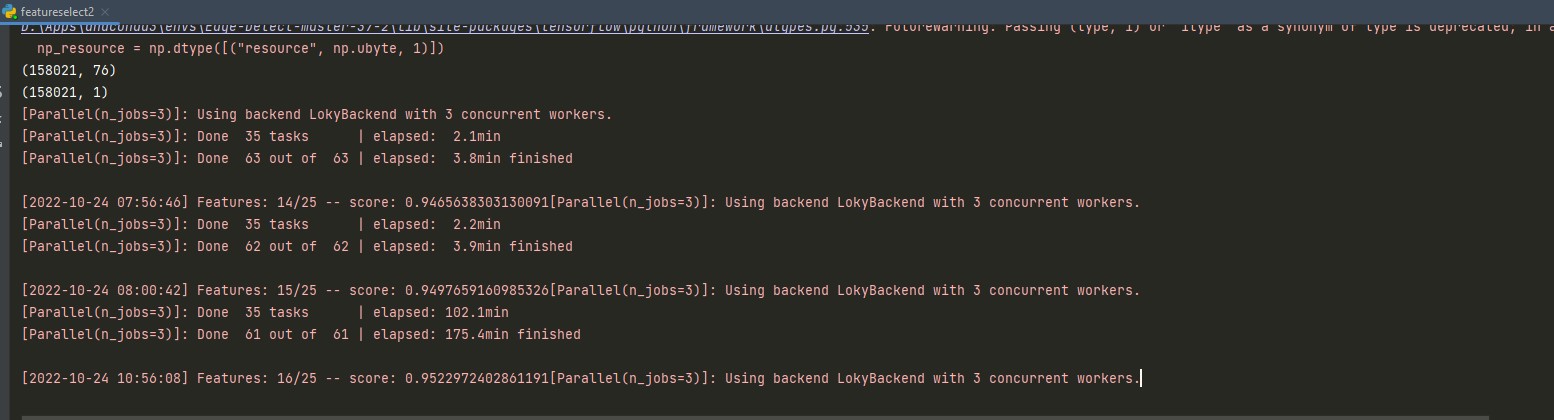 featureselect2
D:\Apps\anaconda3\envs\Edge-Detect-master-37-2\lib\site-packages\tensorflow\python\framework\dtypes.py:535: FutureWarning: Passing (type, 1) or '1type' as a synonym of type is deprecated; in a
np_resource = np.dtype([("resource", np.ubyte, 1)])
(158021, 76)
(158021, 1)
[Parallel(n_jobs=3)]: Using backend LokyBackend with 3 concurrent workers.
[Parallel(n_jobs=3)]: Done  35 tasks      | elapsed:  2.1min
[Parallel(n_jobs=3)]: Done  63 out of  63 | elapsed:  3.8min finished
[2022-10-24 07:56:46] Features: 14/25 -- score: 0.9465638303130091[Parallel(n_jobs=3)]: Using backend LokyBackend with 3 concurrent workers.
[Parallel(n_jobs=3)]: Done  35 tasks      | elapsed:  2.2min
[Parallel(n_jobs=3)]: Done  62 out of  62 | elapsed:  3.9min finished
[2022-10-24 08:00:42] Features: 15/25 -- score: 0.9497659160985326[Parallel(n_jobs=3)]: Using backend LokyBackend with 3 concurrent workers.
[Parallel(n_jobs=3)]: Done  35 tasks      | elapsed: 102.1min
[Parallel(n_jobs=3)]: Done  61 out of  61 | elapsed: 175.4min finished
[2022-10-24 10:56:08] Features: 16/25 -- score: 0.9522972402861191[Parallel(n_jobs=3)]: Using backend LokyBackend with 3 concurrent workers.